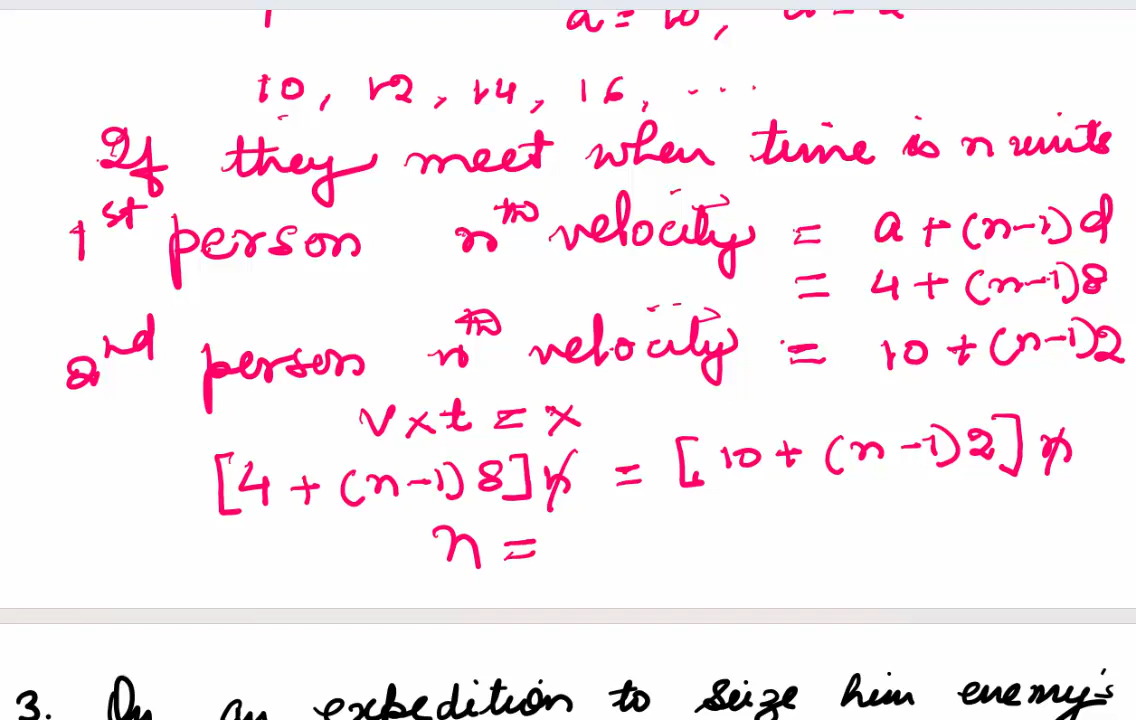 a = 10,
10, 12, 14, 16, ...
If they meet when time is n units
1st person nth velocity = a + (n-1)d
= 4 + (n-1)8
2nd person nth velocity = 10 + (n-1)2
v × t = x
[4 + (n-1) 8] n = [10 + (n-1) 2] n
n =
3. On an expedition to seize him enemy's